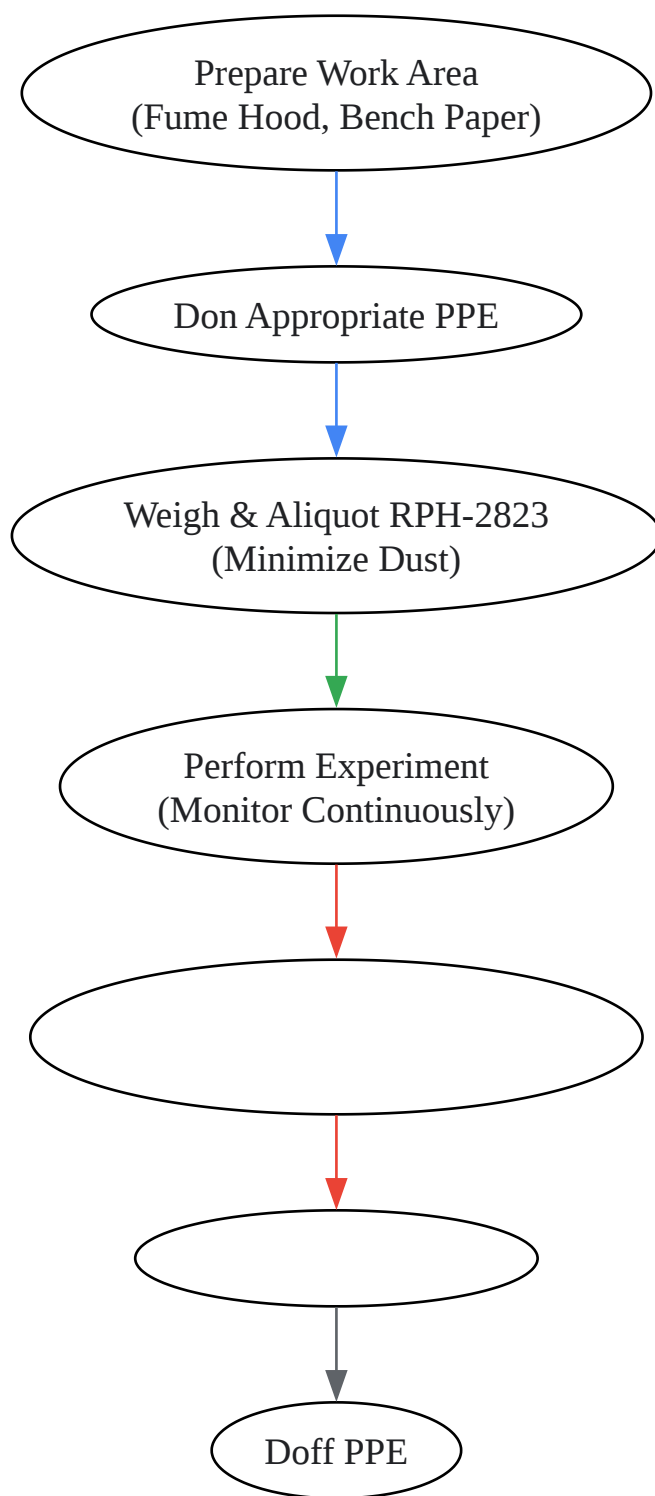 Prepare Work Area
(Fume Hood, Bench Paper)
Don Appropriate PPE
Weigh & Aliquot RPH-2823
(Minimize Dust)
Perform Experiment
(Monitor Continuously)
Doff PPE